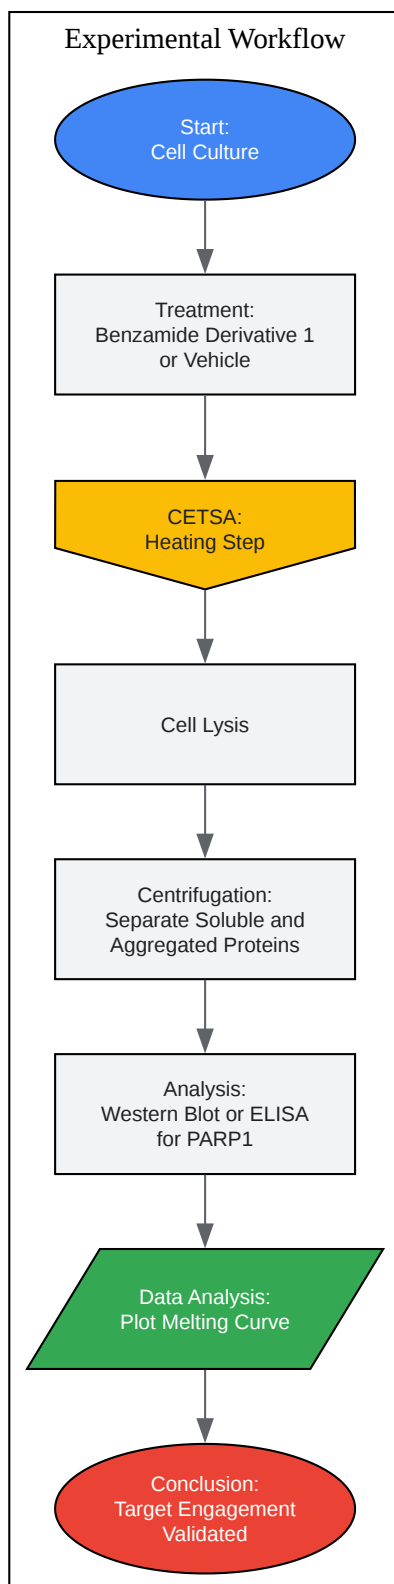 Experimental Workflow
Start:
Cell Culture
Treatment:
Benzamide Derivative 1
or Vehicle
CETSA:
Heating Step
Cell Lysis
Centrifugation:
Separate Soluble and
Aggregated Proteins
Analysis:
Western Blot or ELISA
for PARP1
Data Analysis:
Plot Melting Curve
Conclusion:
Target Engagement
Validated